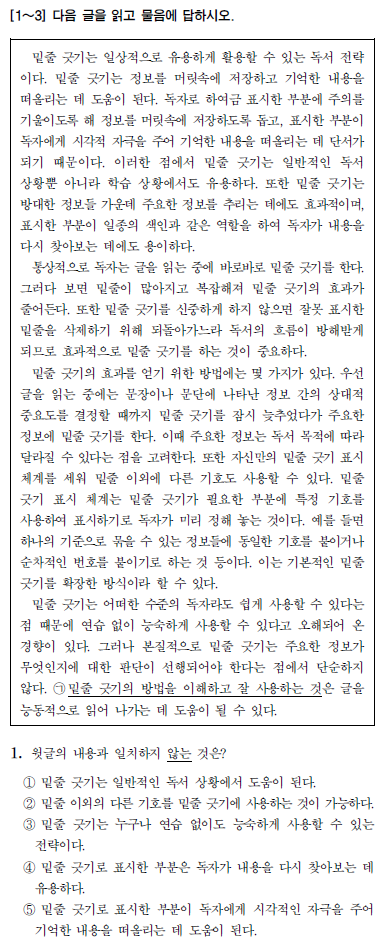 [1~3] 다음 글을 읽고 물음에 답하시오.
밑줄 긋기는 일상적으로 유용하게 활용할 수 있는 독서 전략
이다. 밑줄 긋기는 정보를 머릿속에 저장하고 기억한 내용을
떠올리는 데 도움이 된다. 독자로 하여금 표시한 부분에 주의를
기울이도록 해 정보를 머릿속에 저장하도록 돕고, 표시한 부분이
독자에게 시각적 자극을 주어 기억한 내용을 떠올리는 데 단서가
되기 때문이다. 이러한 점에서 밑줄 긋기는 일반적인 독서
상황뿐 아니라 학습 상황에서도 유용하다. 또한 밑줄 긋기는
방대한 정보들 가운데 주요한 정보를 추리는 데에도 효과적이며,
표시한 부분이 일종의 색인과 같은 역할을 하여 독자가 내용을
다시 찾아보는 데에도 용이하다.
통상적으로 독자는 글을 읽는 중에 바로바로 밑줄 긋기를 한다.
그러다 보면 밑줄이 많아지고 복잡해져 밑줄 긋기의 효과가
줄어든다. 또한 밑줄 긋기를 신중하게 하지 않으면 잘못 표시한
밑줄을 삭제하기 위해 되돌아가느라 독서의 흐름이 방해받게
되므로 효과적으로 밑줄 긋기를 하는 것이 중요하다.
밑줄 긋기의 효과를 얻기 위한 방법에는 몇 가지가 있다. 우선
글을 읽는 중에는 문장이나 문단에 나타난 정보 간의 상대적
중요도를 결정할 때까지 밑줄 긋기를 잠시 늦추었다가 주요한
정보에 밑줄 긋기를 한다. 이때 주요한 정보는 독서 목적에 따라
달라질 수 있다는 점을 고려한다. 또한 자신만의 밑줄 긋기 표시
체계를 세워 밑줄 이외에 다른 기호도 사용할 수 있다. 밑줄
긋기 표시 체계는 밑줄 긋기가 필요한 부분에 특정 기호를
사용하여 표시하기로 독자가 미리 정해 놓는 것이다. 예를 들면
하나의 기준으로 묶을 수 있는 정보들에 동일한 기호를 붙이거나
순차적인 번호를 붙이기로 하는 것 등이다. 이는 기본적인 밑줄
긋기를 확장한 방식이라 할 수 있다.
밑줄 긋기는 어떠한 수준의 독자라도 쉽게 사용할 수 있다는
점 때문에 연습 없이 능숙하게 사용할 수 있다고 오해되어 온
경향이 있다. 그러나 본질적으로 밑줄 긋기는 주요한 정보가
무엇인지에 대한 판단이 선행되어야 한다는 점에서 단순하지
않다. ㉠밑줄 긋기의 방법을 이해하고 잘 사용하는 것은 글을
능동적으로 읽어 나가는 데 도움이 될 수 있다.
1. 윗글의 내용과 일치하지 않는 것은?
① 밑줄 긋기는 일반적인 독서 상황에서 도움이 된다.
② 밑줄 이외의 다른 기호를 밑줄 긋기에 사용하는 것이 가능하다.
③ 밑줄 긋기는 누구나 연습 없이도 능숙하게 사용할 수 있는
전략이다.
④ 밑줄 긋기로 표시한 부분은 독자가 내용을 다시 찾아보는 데
유용하다.
⑤ 밑줄 긋기로 표시한 부분이 독자에게 시각적인 자극을 주어
기억한 내용을 떠올리는 데 도움이 된다.